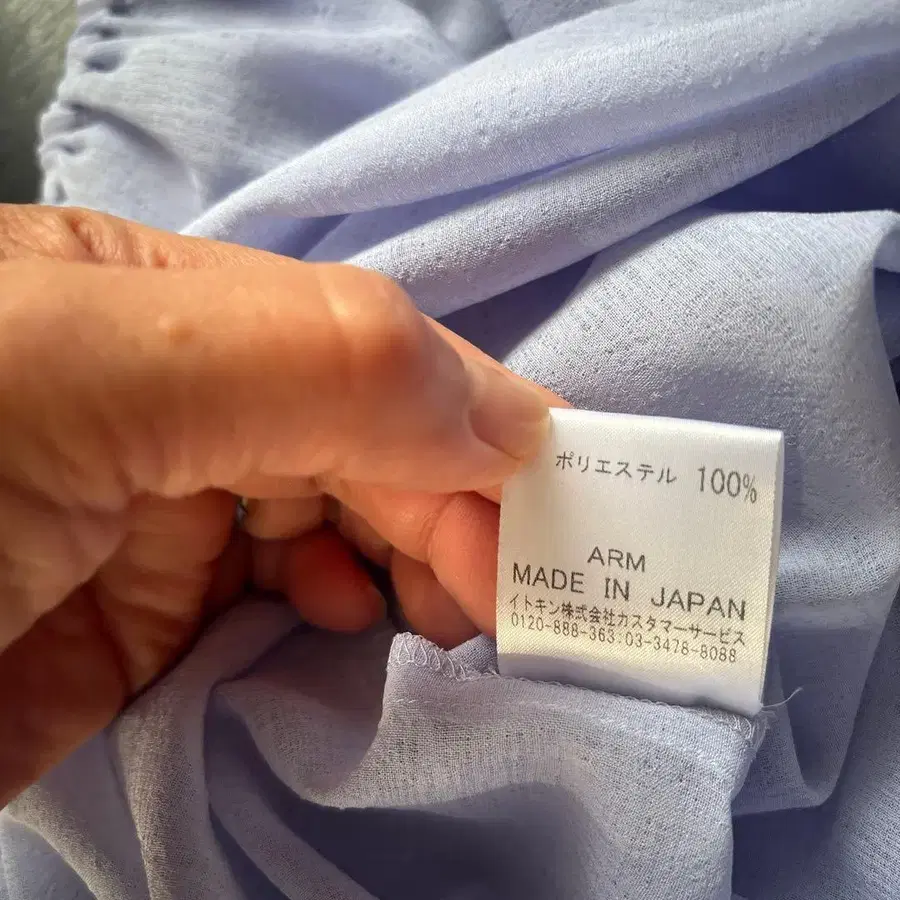 ポリエステル 100%
ARM
MADE IN JAPAN
イトキン株式会社カスタマーサービス
0120-888-363:03-3478-8088